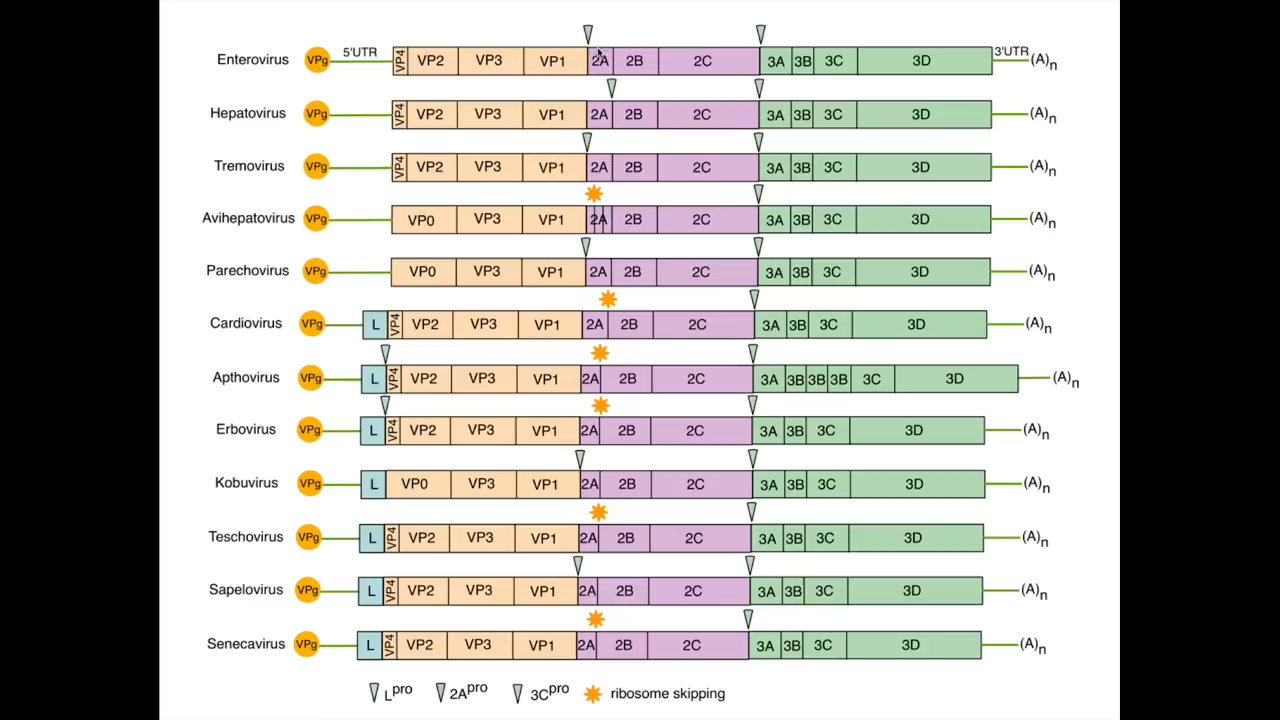 5'UTR 3'UTR
Enterovirus VPg VP4 VP2 VP3 VP1 2A 2B 2C 3A 3B 3C 3D (A)n
Hepatovirus VPg VP4 VP2 VP3 VP1 2A 2B 2C 3A 3B 3C 3D (A)n
Tremovirus VPg VP4 VP2 VP3 VP1 2A 2B 2C 3A 3B 3C 3D (A)n
Avihepatovirus VPg VP0 VP3 VP1 2A 2B 2C 3A 3B 3C 3D (A)n
Parechovirus VPg VP0 VP3 VP1 2A 2B 2C 3A 3B 3C 3D (A)n
Cardiovirus VPg L VP4 VP2 VP3 VP1 2A 2B 2C 3A 3B 3C 3D (A)n
Apthovirus VPg L VP4 VP2 VP3 VP1 2A 2B 2C 3A 3B 3B 3B 3C 3D (A)n
Erbovirus VPg L VP4 VP2 VP3 VP1 2A 2B 2C 3A 3B 3C 3D (A)n
Kobuvirus VPg L VP0 VP3 VP1 2A 2B 2C 3A 3B 3C 3D (A)n
Teschovirus VPg L VP4 VP2 VP3 VP1 2A 2B 2C 3A 3B 3C 3D (A)n
Sapelovirus VPg L VP4 VP2 VP3 VP1 2A 2B 2C 3A 3B 3C 3D (A)n
Senecavirus VPg L VP4 VP2 VP3 VP1 2A 2B 2C 3A 3B 3C 3D (A)n
Lpro 2Apro 3Cpro ribosome skipping